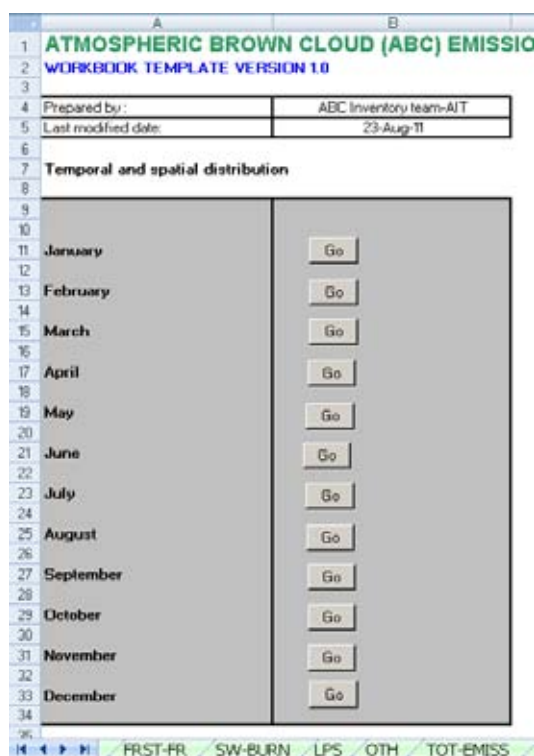 A B
1 ATMOSPHERIC BROWN CLOUD (ABC) EMISSIO
2 WORKBOOK TEMPLATE VERSION 1.0
3
4 Prepared by : ABC Inventory team-AIT
5 Last modified date: 23-Aug-11
6
7 Temporal and spatial distribution
8
9
10
11 January Go
12
13 February Go
14
15 March Go
16
17 April Go
18
19 May Go
20
21 June Go
22
23 July Go
24
25 August Go
26
27 September Go
28
29 October Go
30
31 November Go
32
33 December Go
34
35
FRST-FR SW-BURN LPS OTH TOT-EMISS